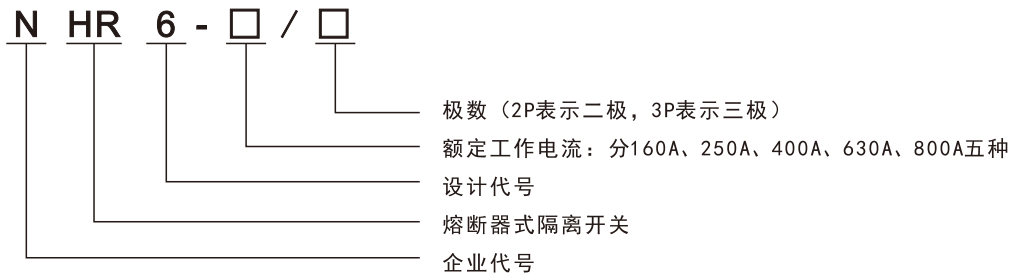 N HR 6 - □ / □
极数（2P表示二极，3P表示三极）
额定工作电流：分160A、250A、400A、630A、800A五种
设计代号
熔断器式隔离开关
企业代号